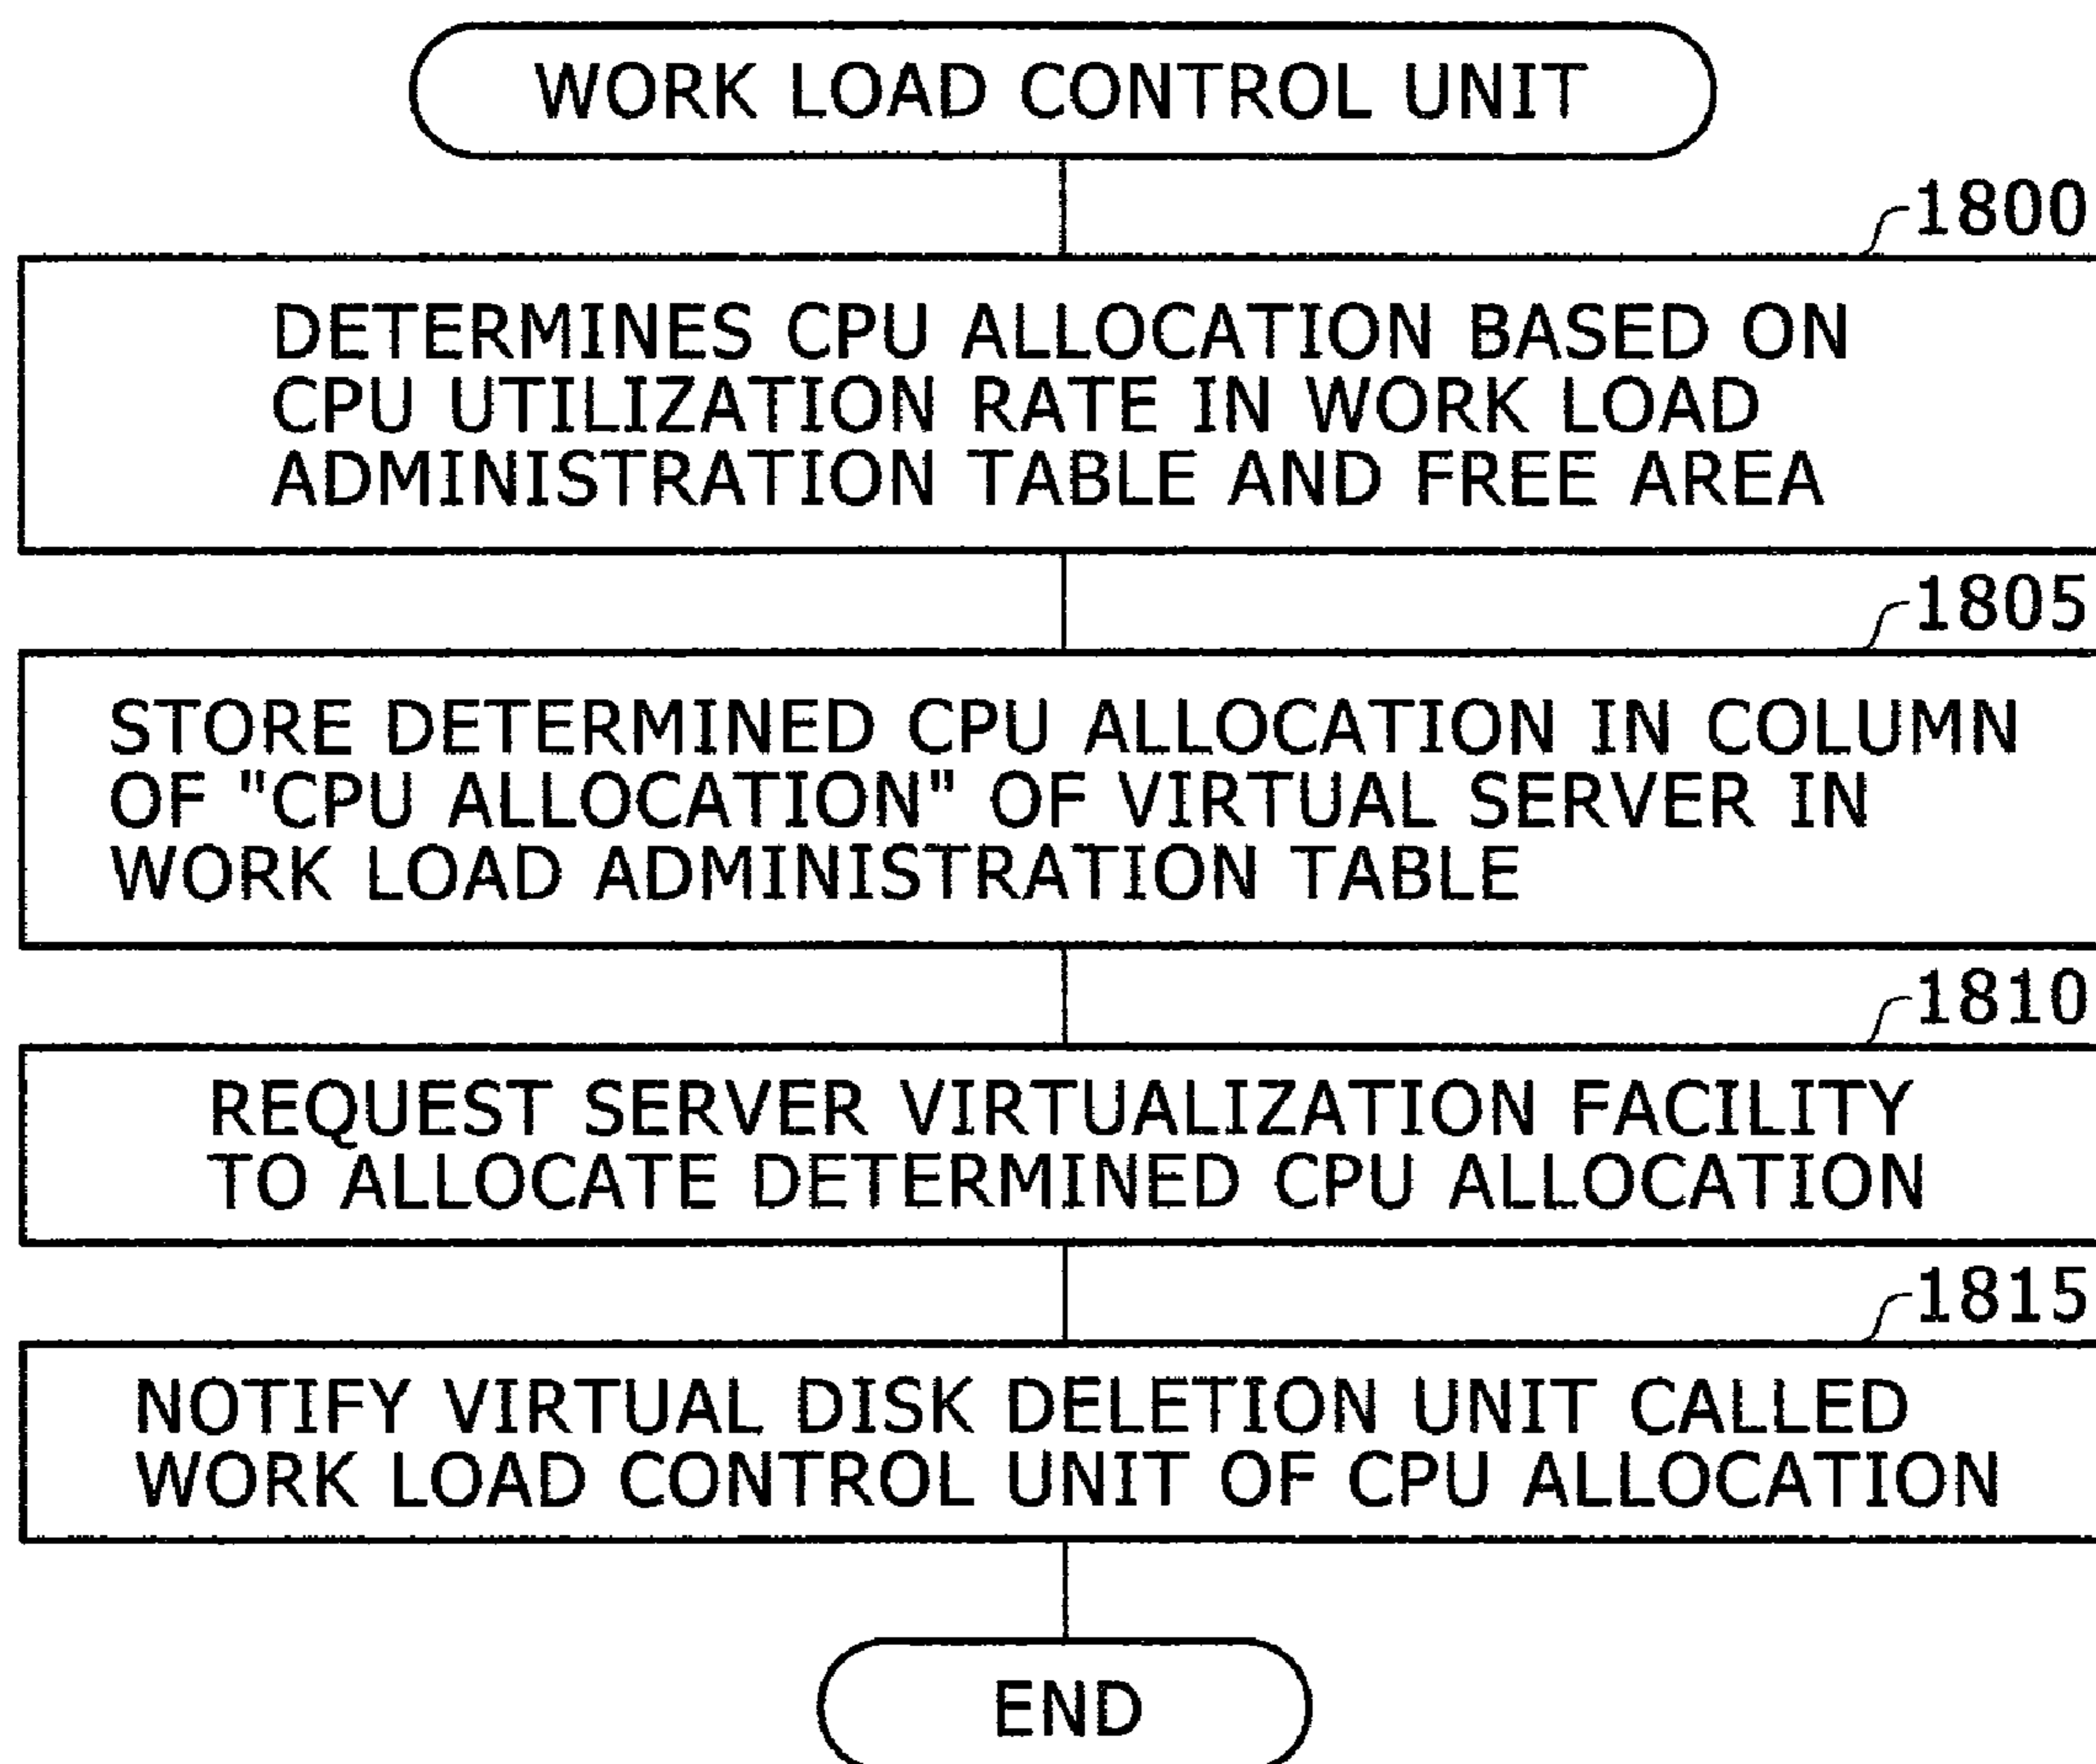 WORK LOAD CONTROL UNIT
1800
DETERMINES CPU ALLOCATION BASED ON
CPU UTILIZATION RATE IN WORK LOAD
ADMINISTRATION TABLE AND FREE AREA
1805
STORE DETERMINED CPU ALLOCATION IN COLUMN
OF "CPU ALLOCATION" OF VIRTUAL SERVER IN
WORK LOAD ADMINISTRATION TABLE
1810
REQUEST SERVER VIRTUALIZATION FACILITY
TO ALLOCATE DETERMINED CPU ALLOCATION
1815
NOTIFY VIRTUAL DISK DELETION UNIT CALLED
WORK LOAD CONTROL UNIT OF CPU ALLOCATION
END